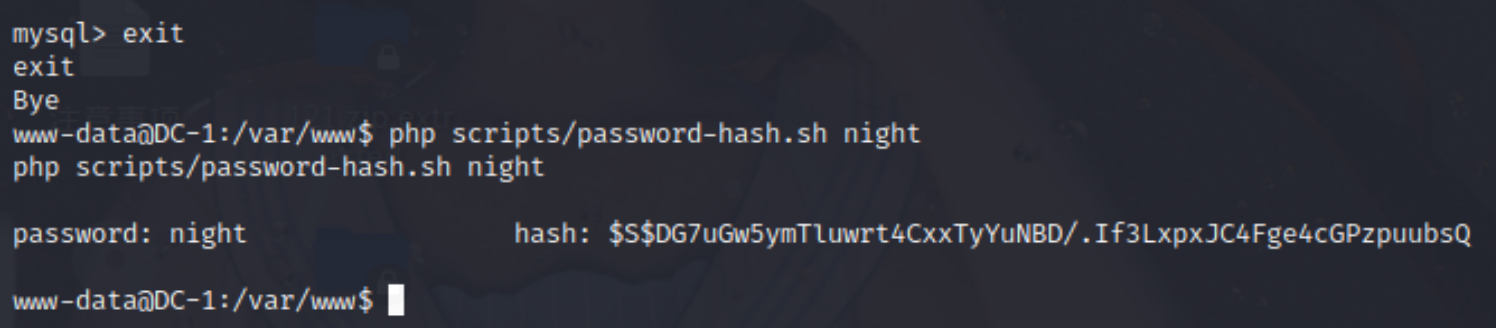 mysql> exit
exit
Bye
www-data@DC-1:/var/www$ php scripts/password-hash.sh night
php scripts/password-hash.sh night
password: night hash: $S$DG7uGw5ymTluwrt4CxxTyYuNBD/.If3LxpxJC4Fge4cGPzpuubsQ
www-data@DC-1:/var/www$